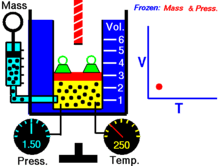 Mass
Frozen: Mass & Press.
Vol.
6
5
4
3
2
1
V
T
1.50
250
Press.
Temp.